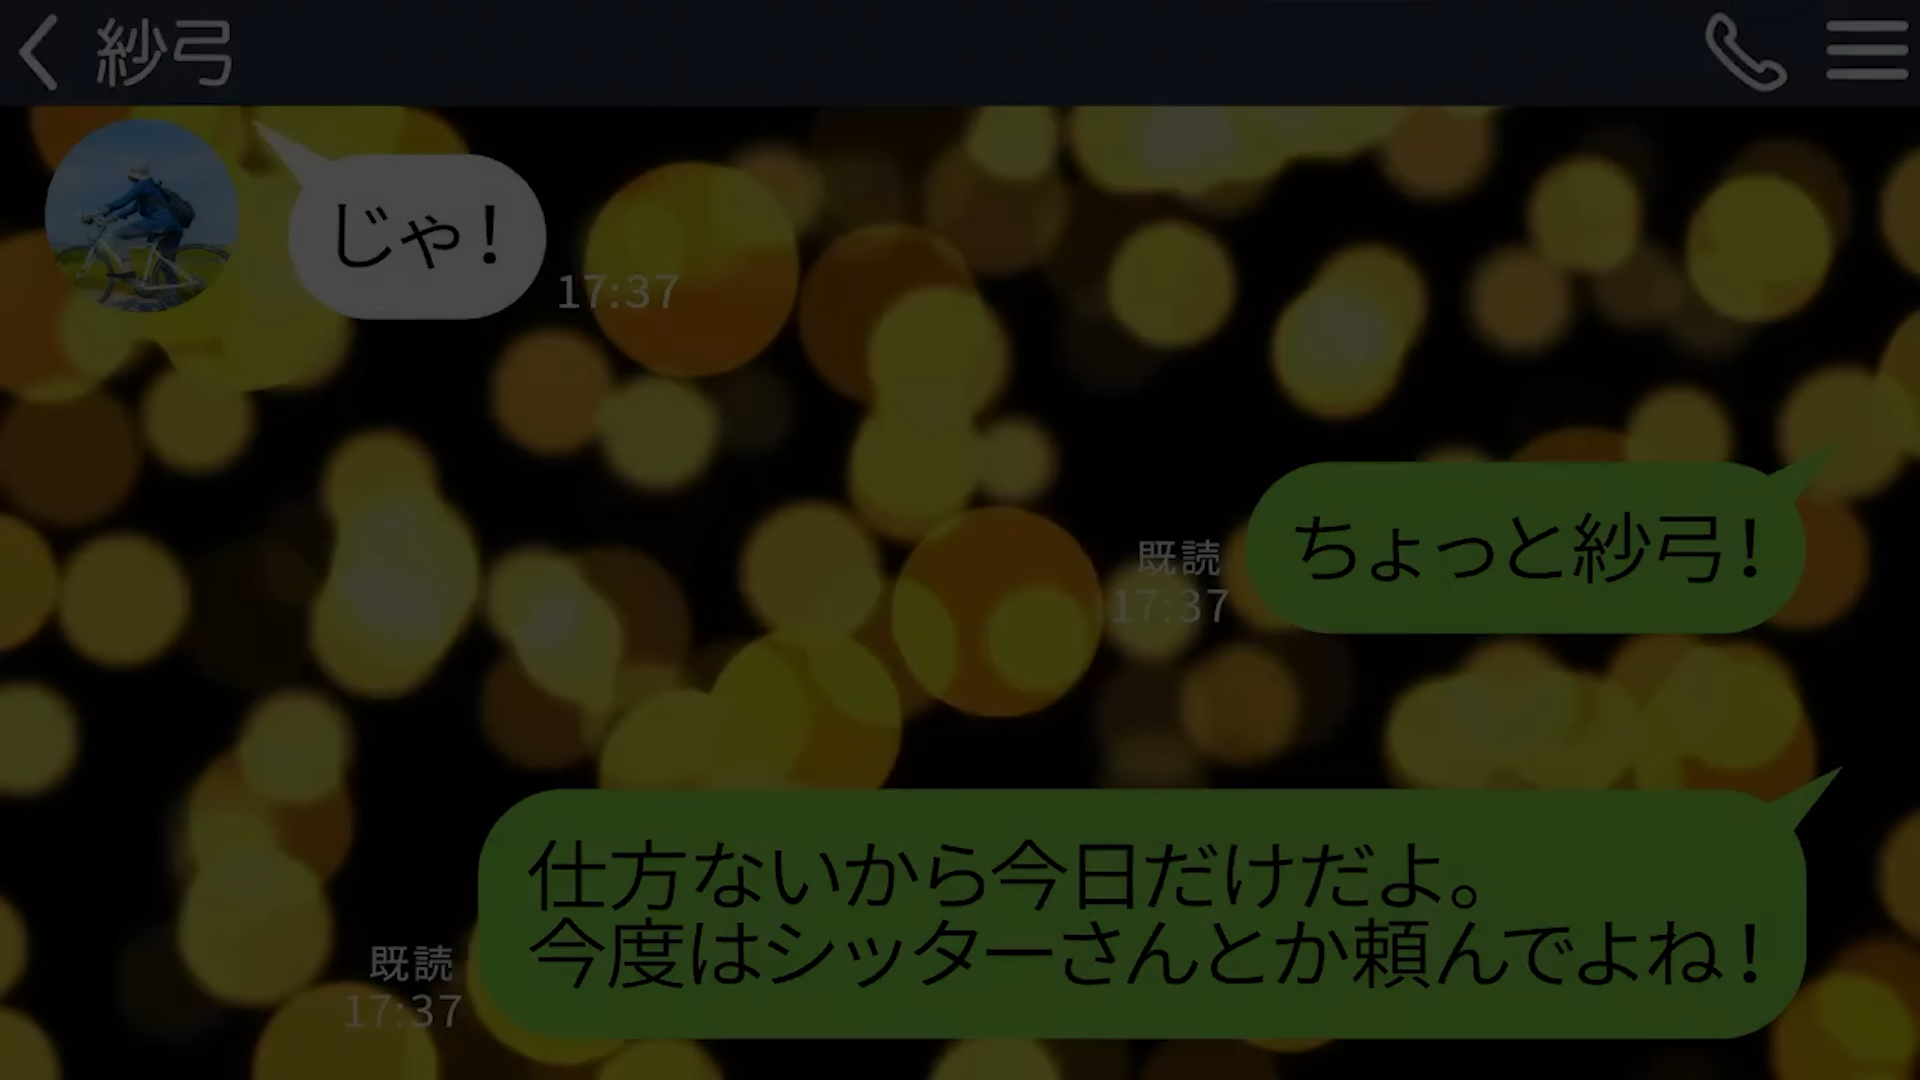 紗弓
じゃ！
17:37
ちょっと紗弓！
既読
17:37
仕方ないから今日だけだよ。
今度はシッターさんとか頼んでよね！
既読
17:37